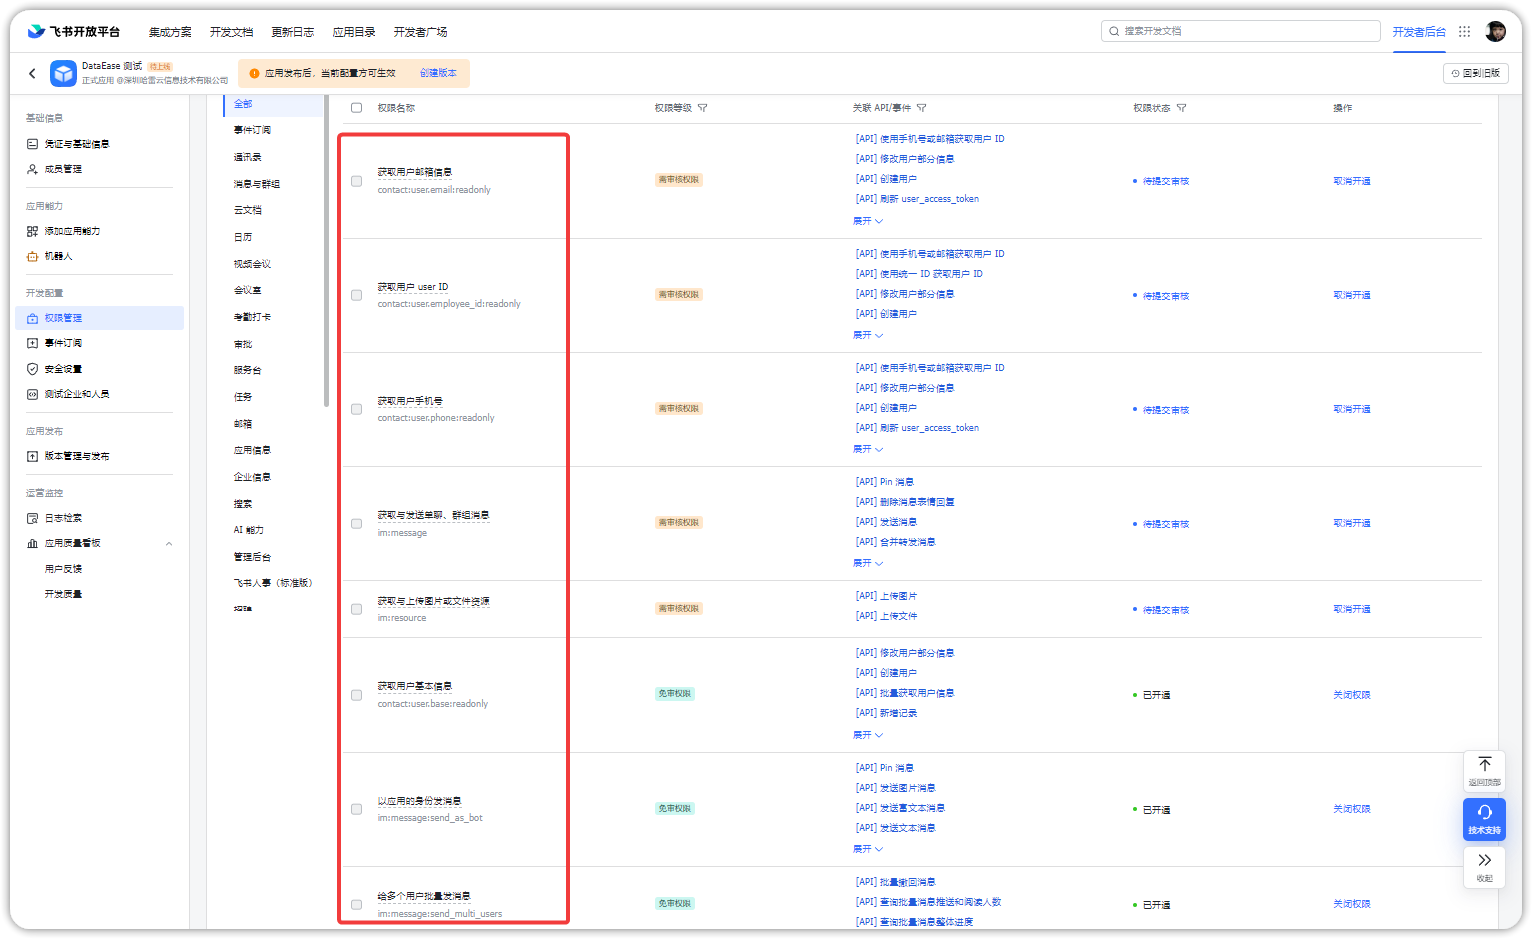 飞书开放平台
集成方案
开发文档
更新日志
应用目录
开发者广场
搜索开发文档
开发者后台
DataEase 测试
待上线
正式应用 @深圳哈雷云信息技术有限公司
应用发布后，当前配置方可生效
创建版本
回到旧版
基础信息
凭证与基础信息
成员管理
应用能力
添加应用能力
机器人
开发配置
权限管理
事件订阅
安全设置
测试企业和人员
应用发布
版本管理与发布
运营监控
日志检索
应用质量看板
用户反馈
开发质量
全部
事件订阅
通讯录
消息与群组
云文档
日历
视频会议
会议室
考勤打卡
审批
服务台
任务
邮箱
应用信息
企业信息
搜索
AI 能力
管理后台
飞书人事（标准版）
招聘
权限名称
权限等级
关联 API/事件
权限状态
操作
获取用户邮箱信息
contact:user.email:readonly
需审核权限
[API] 使用手机号或邮箱获取用户 ID
[API] 修改用户部分信息
[API] 创建用户
[API] 刷新 user_access_token
展开
待提交审核
取消开通
获取用户 user ID
contact:user.employee_id:readonly
需审核权限
[API] 使用手机号或邮箱获取用户 ID
[API] 使用统一 ID 获取用户 ID
[API] 修改用户部分信息
[API] 创建用户
展开
待提交审核
取消开通
获取用户手机号
contact:user.phone:readonly
需审核权限
[API] 使用手机号或邮箱获取用户 ID
[API] 修改用户部分信息
[API] 创建用户
[API] 刷新 user_access_token
展开
待提交审核
取消开通
获取与发送单聊、群组消息
im:message
需审核权限
[API] Pin 消息
[API] 删除消息表情回复
[API] 发送消息
[API] 合并转发消息
展开
待提交审核
取消开通
获取与上传图片或文件资源
im:resource
需审核权限
[API] 上传图片
[API] 上传文件
待提交审核
取消开通
获取用户基本信息
contact:user.base:readonly
免审权限
[API] 修改用户部分信息
[API] 创建用户
[API] 批量获取用户信息
[API] 新增记录
展开
已开通
关闭权限
以应用的身份发消息
im:message:send_as_bot
免审权限
[API] Pin 消息
[API] 发送图片消息
[API] 发送富文本消息
[API] 发送文本消息
展开
已开通
关闭权限
给多个用户批量发消息
im:message:send_multi_users
免审权限
[API] 批量撤回消息
[API] 查询批量消息推送和阅读人数
[API] 查询批量消息整体进度
已开通
关闭权限
返回顶部
技术支持
收起